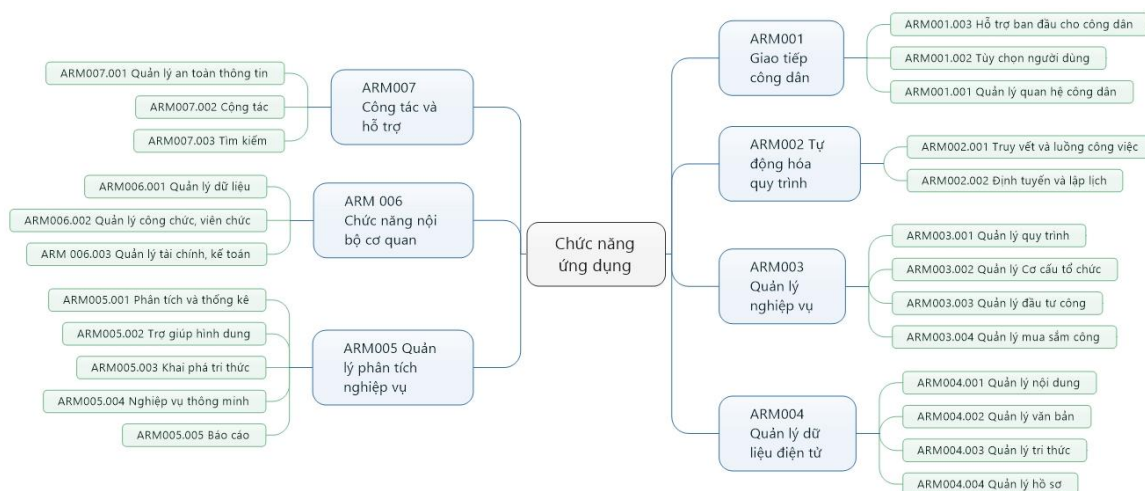 Chức năng
ứng dụng
ARM001
Giao tiếp
công dân
ARM001.003 Hỗ trợ ban đầu cho công dân
ARM001.002 Tùy chọn người dùng
ARM001.001 Quản lý quan hệ công dân
ARM002 Tự
động hóa
quy trình
ARM002.001 Truy vết và luồng công việc
ARM002.002 Định tuyến và lập lịch
ARM003
Quản lý
nghiệp vụ
ARM003.001 Quản lý quy trình
ARM003.002 Quản lý Cơ cấu tổ chức
ARM003.003 Quản lý đầu tư công
ARM003.004 Quản lý mua sắm công
ARM004
Quản lý dữ
liệu điện tử
ARM004.001 Quản lý nội dung
ARM004.002 Quản lý văn bản
ARM004.003 Quản lý tri thức
ARM004.004 Quản lý hồ sơ
ARM005 Quản
lý phân tích
nghiệp vụ
ARM005.001 Phân tích và thống kê
ARM005.002 Trợ giúp hình dung
ARM005.003 Khai phá tri thức
ARM005.004 Nghiệp vụ thông minh
ARM005.005 Báo cáo
ARM 006
Chức năng nội
bộ cơ quan
ARM006.001 Quản lý dữ liệu
ARM006.002 Quản lý công chức, viên chức
ARM 006.003 Quản lý tài chính, kế toán
ARM007
Công tác và
hỗ trợ
ARM007.001 Quản lý an toàn thông tin
ARM007.002 Cộng tác
ARM007.003 Tìm kiếm